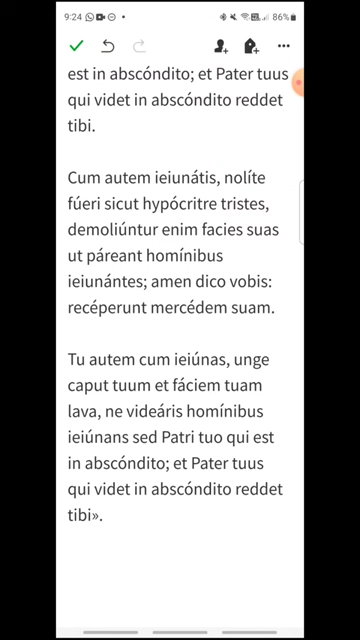 9:24
86%
est in abscóndito; et Pater tuus
qui videt in abscóndito reddet
tibi.
Cum autem ieiunátis, nolíte
fúeri sicut hypócritre tristes,
demoliúntur enim facies suas
ut páreant homínibus
ieiunántes; amen dico vobis:
recéperunt mercédem suam.
Tu autem cum ieiúnas, unge
caput tuum et fáciem tuam
lava, ne videáris homínibus
ieiúnans sed Patri tuo qui est
in abscóndito; et Pater tuus
qui videt in abscóndito reddet
tibi».